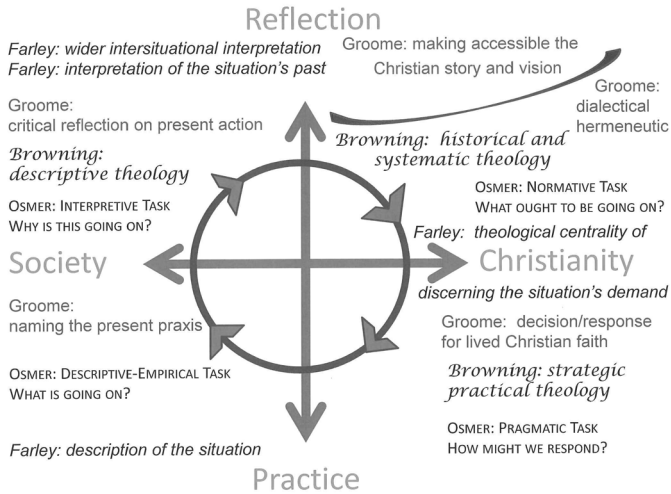 Reflection
Farley: wider intersituational interpretation
Farley: interpretation of the situation's past
Groome: making accessible the
Christian story and vision
Groome:
dialectical
hermeneutic
Groome:
critical reflection on present action
Browning:
descriptive theology
Browning: historical and
systematic theology
Osmer: Interpretive Task
Why is this going on?
Osmer: Normative Task
What ought to be going on?
Farley: theological centrality of
Society
Christianity
discerning the situation's demand
Groome:
naming the present praxis
Groome: decision/response
for lived Christian faith
Osmer: Descriptive-Empirical Task
What is going on?
Browning: strategic
practical theology
Osmer: Pragmatic Task
How might we respond?
Farley: description of the situation
Practice